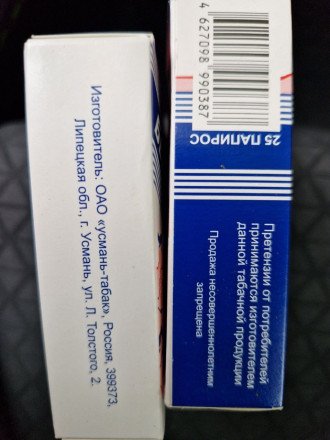 Изготовитель: ОАО «усмань-табак», Россия, 399373,
Липецкая обл., г. Усмань, ул. Л. Толстого, 2.
4 627098 990387
25 ПАПИРОС
Претензии от потребителей
принимаются изготовителем
данной табачной продукции
Продажа несовершеннолетним
запрещена